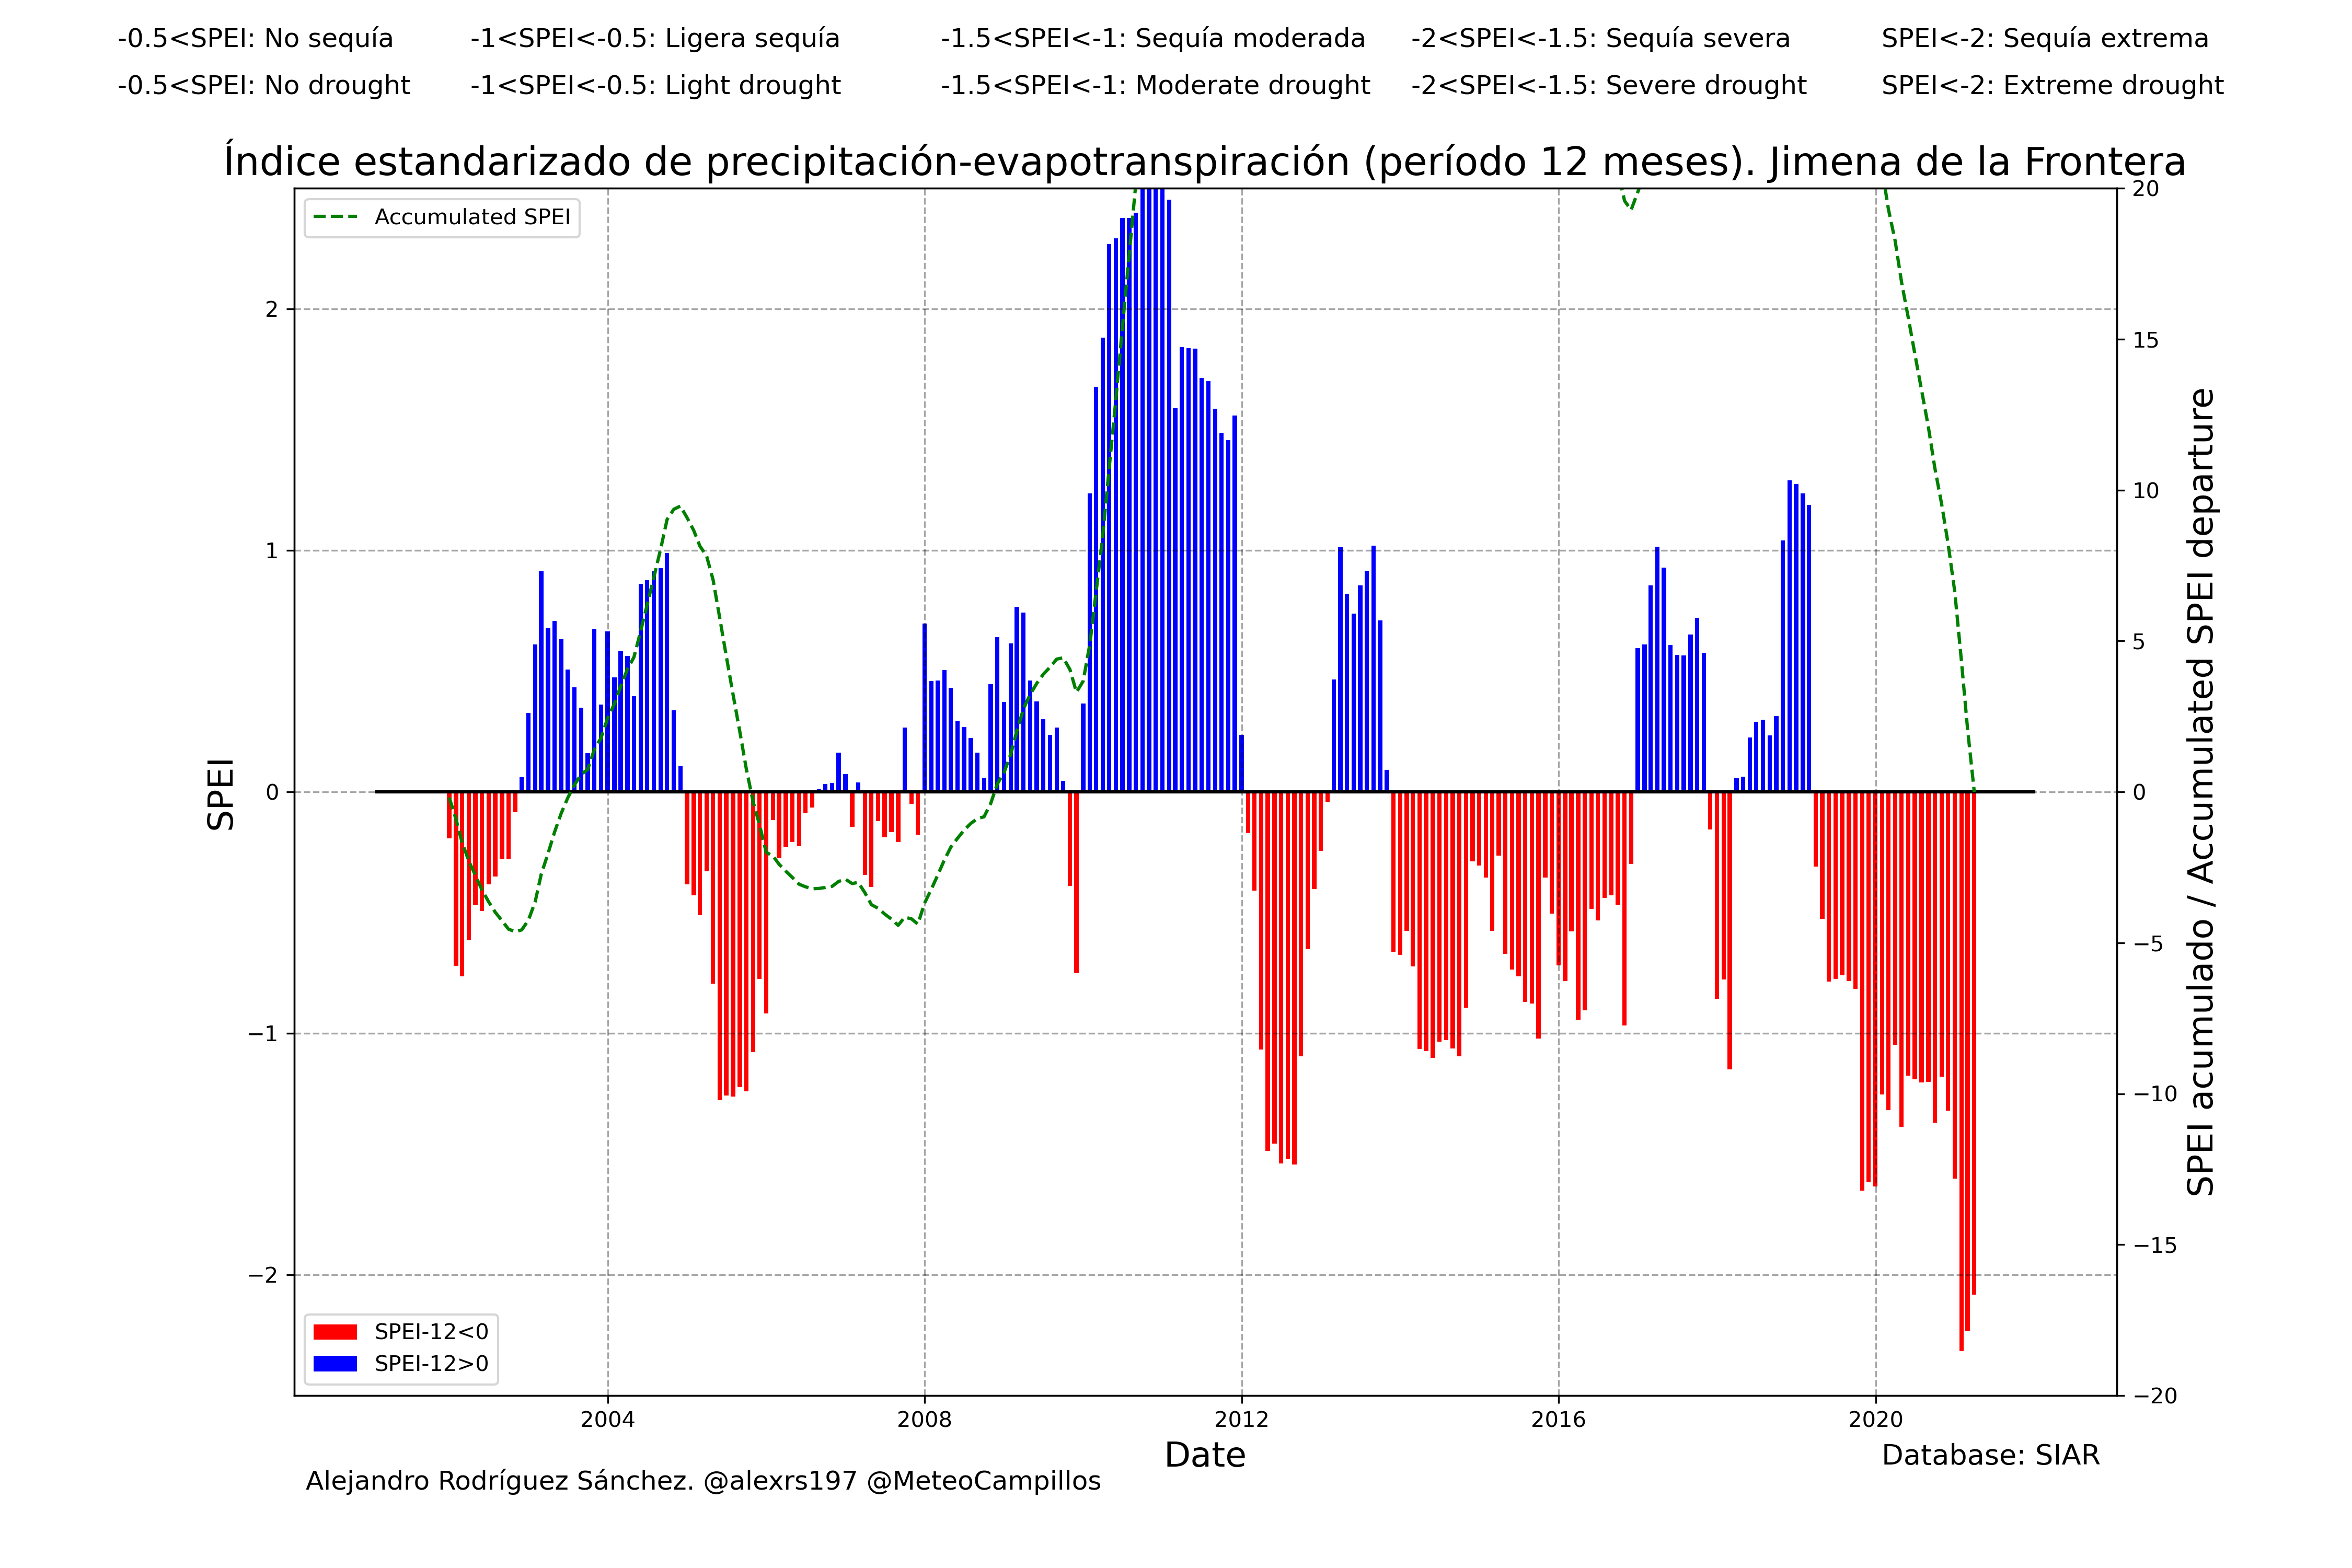 -0.5<SPEI: No sequía -1<SPEI<-0.5: Ligera sequía -1.5<SPEI<-1: Sequía moderada -2<SPEI<-1.5: Sequía severa SPEI<-2: Sequía extrema
-0.5<SPEI: No drought -1<SPEI<-0.5: Light drought -1.5<SPEI<-1: Moderate drought -2<SPEI<-1.5: Severe drought SPEI<-2: Extreme drought
Índice estandarizado de precipitación-evapotranspiración (período 12 meses). Jimena de la Frontera
Accumulated SPEI
SPEI
2
1
0
−1
−2
20
15
10
5
0
−5
−10
−15
−20
SPEI acumulado / Accumulated SPEI departure
SPEI-12<0
SPEI-12>0
2004 2008 2012 2016 2020
Date
Database: SIAR
Alejandro Rodríguez Sánchez. @alexrs197 @MeteoCampillos